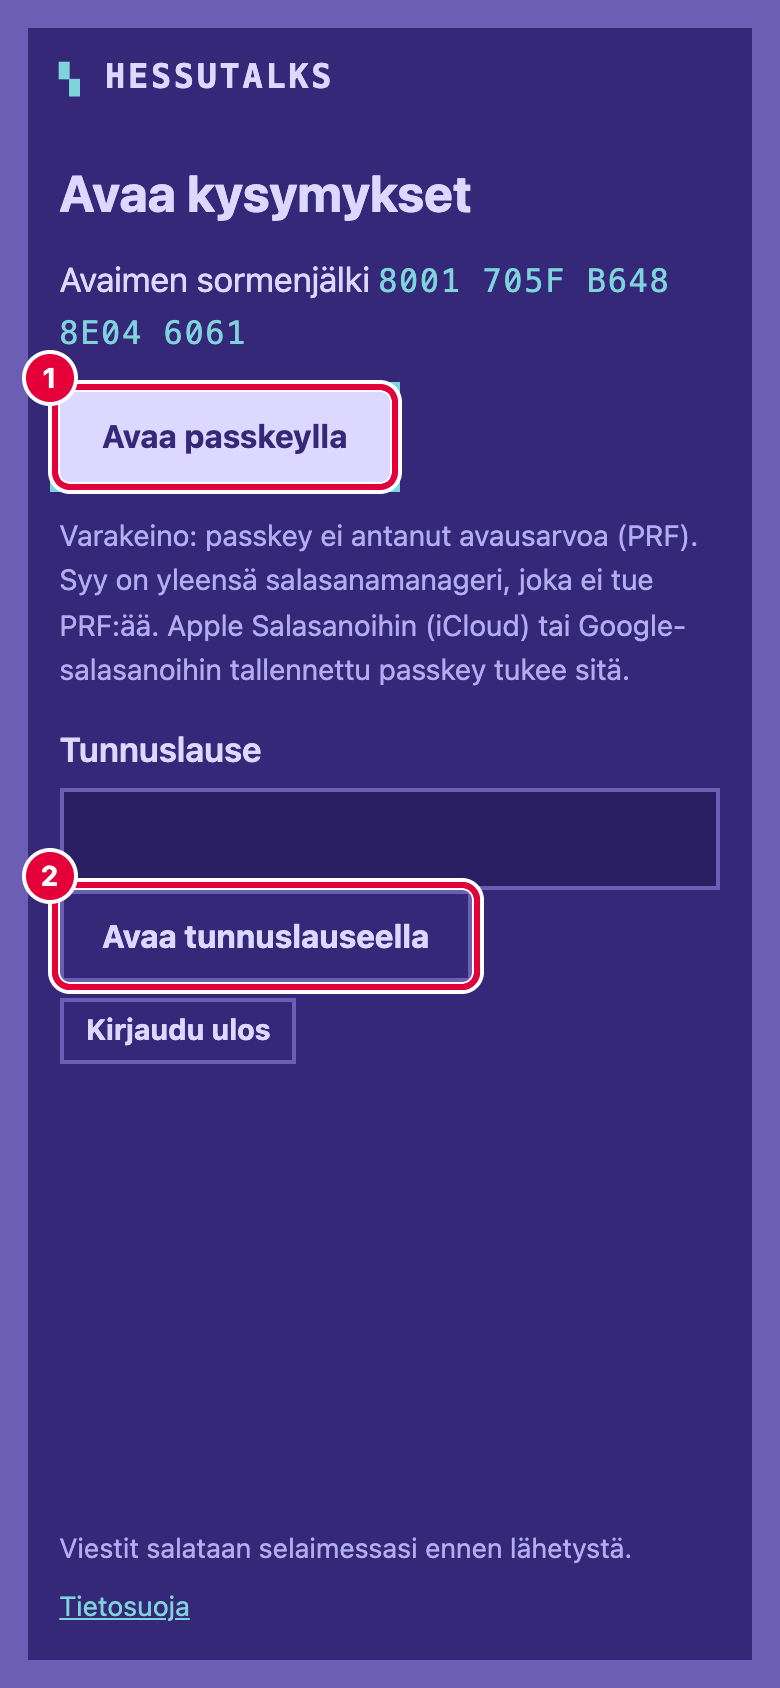 HESSUTALKS
Avaa kysymykset
Avaimen sormenjälki 8001 705F B648
8E04 6061
1
Avaa passkeylla
Varakeino: passkey ei antanut avausarvoa (PRF).
Syy on yleensä salasanamanageri, joka ei tue
PRF:ää. Apple Salasanoihin (iCloud) tai Google-
salasanoihin tallennettu passkey tukee sitä.
Tunnuslause
2
Avaa tunnuslauseella
Kirjaudu ulos
Viestit salataan selaimessasi ennen lähetystä.
Tietosuoja